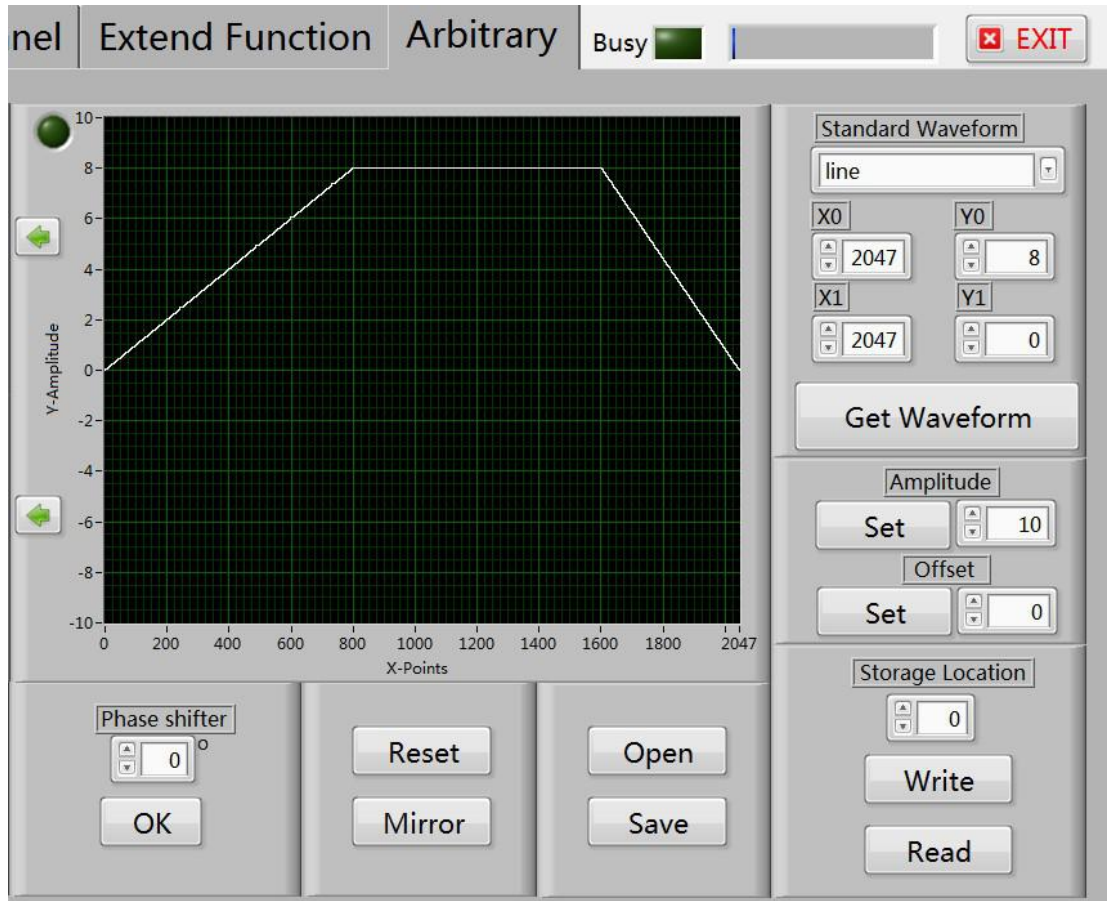 nel Extend Function Arbitrary Busy EXIT
10
8
6
4
2
0
-2
-4
-6
-8
-10
Y-Amplitude
0 200 400 600 800 1000 1200 1400 1600 1800 2047
X-Points
Standard Waveform
line
X0 Y0
2047 8
X1 Y1
2047 0
Get Waveform
Amplitude
Set 10
Offset
Set 0
Storage Location
0
Write
Read
Phase shifter
0 o
OK
Reset
Mirror
Open
Save